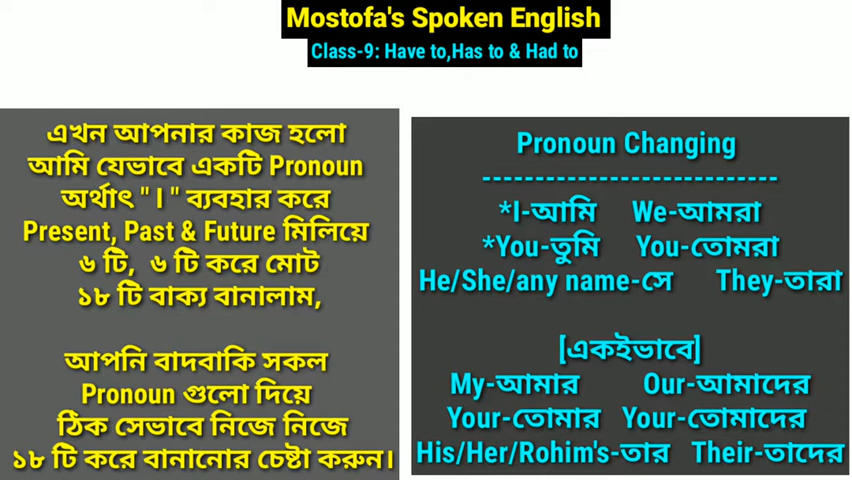 Mostofa's Spoken English
Class-9: Have to,Has to & Had to
এখন আপনার কাজ হলো
আমি যেভাবে একটি Pronoun
অর্থাৎ " I " ব্যবহার করে
Present, Past & Future মিলিয়ে
৬ টি, ৬ টি করে মোট
১৮ টি বাক্য বানালাম,
আপনি বাদবাকি সকল
Pronoun গুলো দিয়ে
ঠিক সেভাবে নিজে নিজে
১৮ টি করে বানানোর চেষ্টা করুন।
Pronoun Changing
----------------------------
*I-আমি We-আমরা
*You-তুমি You-তোমরা
He/She/any name-সে They-তারা
[একইভাবে]
My-আমার Our-আমাদের
Your-তোমার Your-তোমাদের
His/Her/Rohim's-তার Their-তাদের